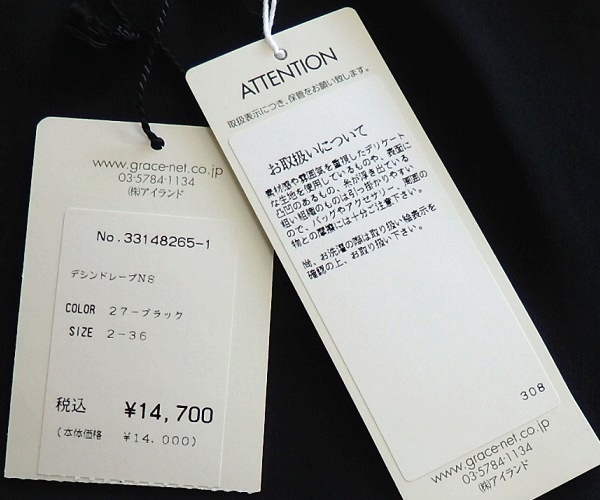 www.grace-net.co.jp
03-5784-1134
㈱アイランド
No.33148265-1
デシンドレープNS
COLOR 27-ブラック
SIZE 2-36
税込 ¥14,700
(本体価格 ¥14,000)
ATTENTION
取扱表示につき、保管をお願い致します。
お取扱いについて
素材感や雰囲気を重視したデリケート
な生地を使用しているものや、表面に
凸凹のあるもの、糸が浮き出ている
粗い組織のものは引っ掛かりやすい
ので、バッグやアクセサリー、周囲の
物との摩擦には十分ご注意下さい。
尚、お洗濯の際は取り扱い絵表示を
確認の上、お取り扱い下さい。
308
www.grace-net.co.jp
03-5784-1134
㈱アイランド